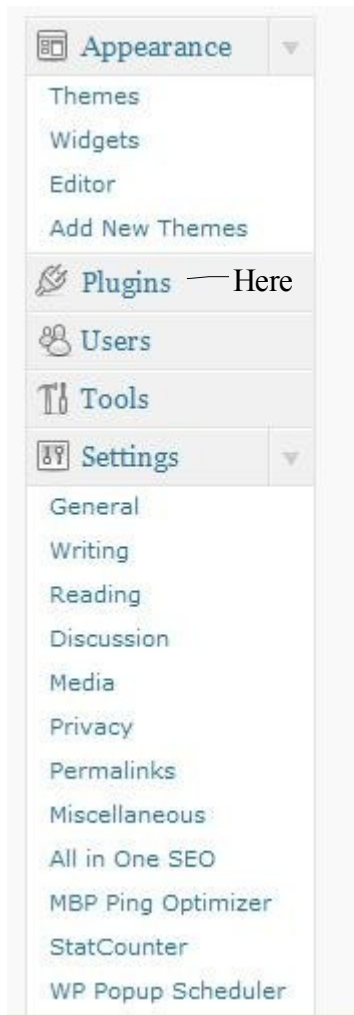 Appearance
Themes
Widgets
Editor
Add New Themes
Plugins Here
Users
Tools
Settings
General
Writing
Reading
Discussion
Media
Privacy
Permalinks
Miscellaneous
All in One SEO
MBP Ping Optimizer
StatCounter
WP Popup Scheduler